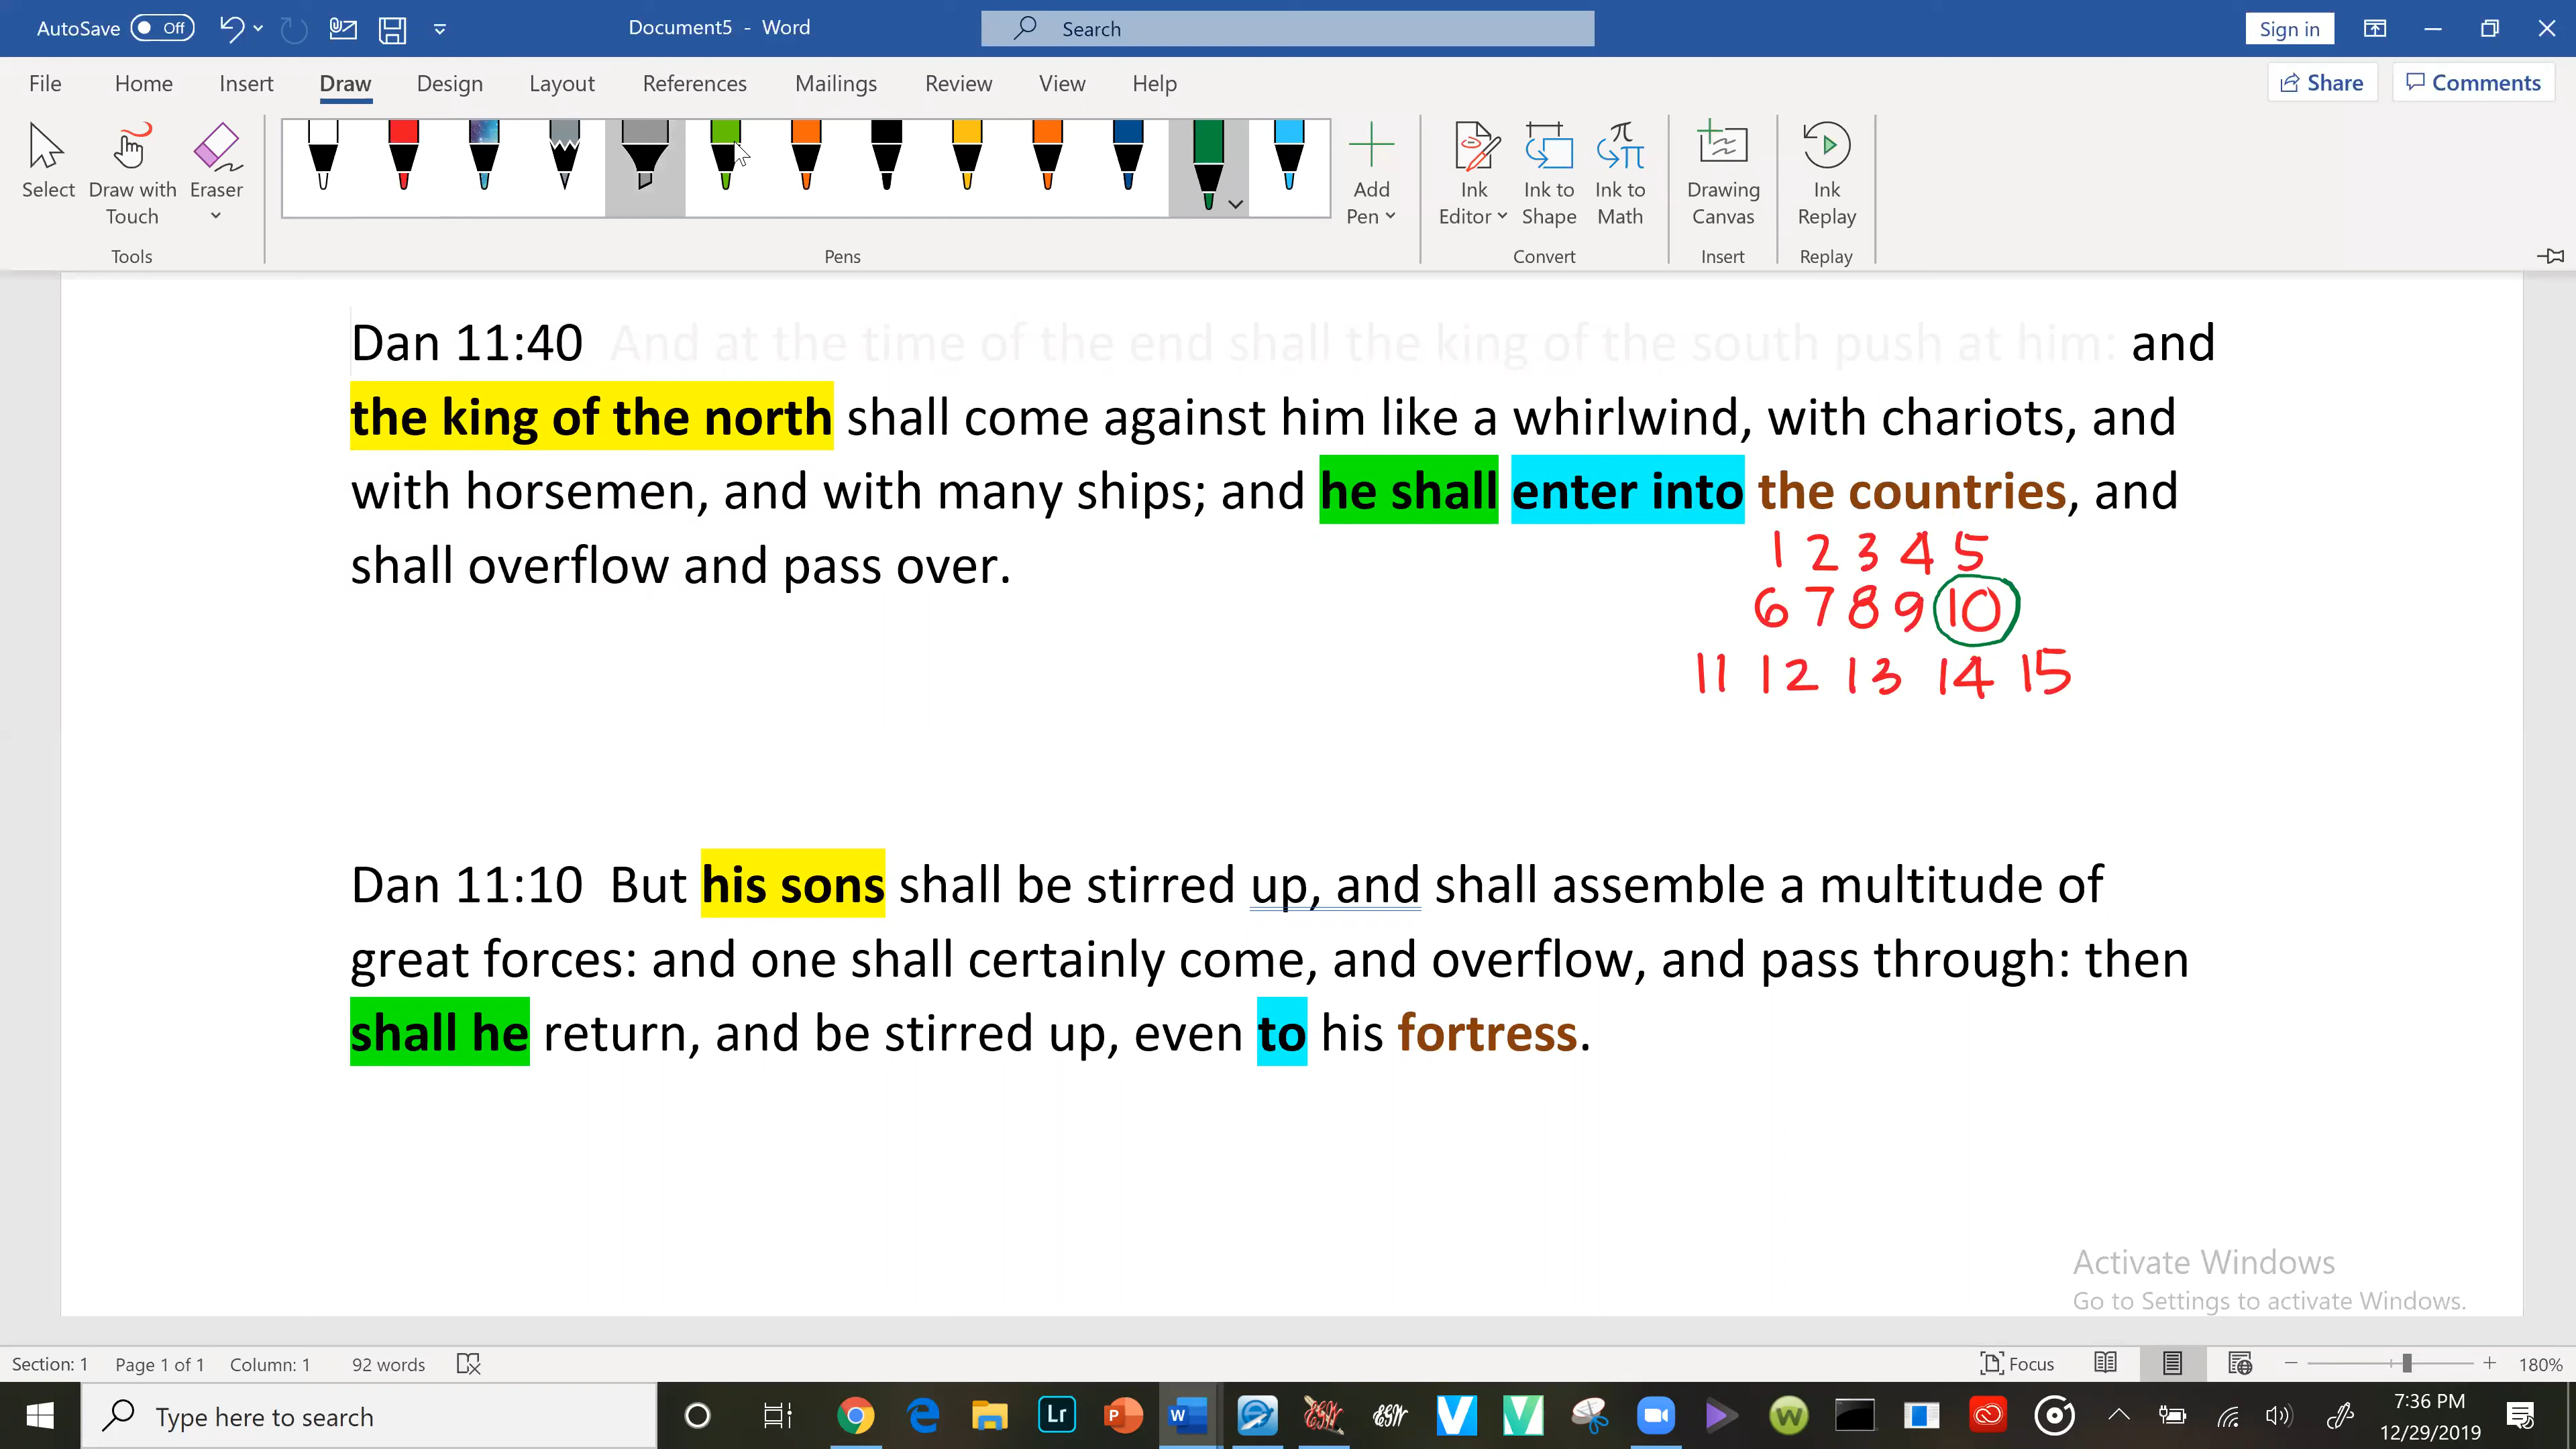 AutoSave Off Document5 - Word Search Sign in
File Home Insert Draw Design Layout References Mailings Review View Help Share Comments
Select Draw with Touch Eraser Add Pen Ink Editor Ink to Shape Ink to Math Drawing Canvas Ink Replay
Tools Pens Convert Insert Replay
Dan 11:40 And at the time of the end shall the king of the south push at him: and
the king of the north shall come against him like a whirlwind, with chariots, and
with horsemen, and with many ships; and he shall enter into the countries, and
shall overflow and pass over.
1 2 3 4 5
6 7 8 9 10
11 12 13 14 15
Dan 11:10 But his sons shall be stirred up, and shall assemble a multitude of
great forces: and one shall certainly come, and overflow, and pass through: then
shall he return, and be stirred up, even to his fortress.
Activate Windows
Go to Settings to activate Windows.
Section: 1 Page 1 of 1 Column: 1 92 words Focus 180%
Type here to search Lr P W EGW EGW V V W 7:36 PM
12/29/2019